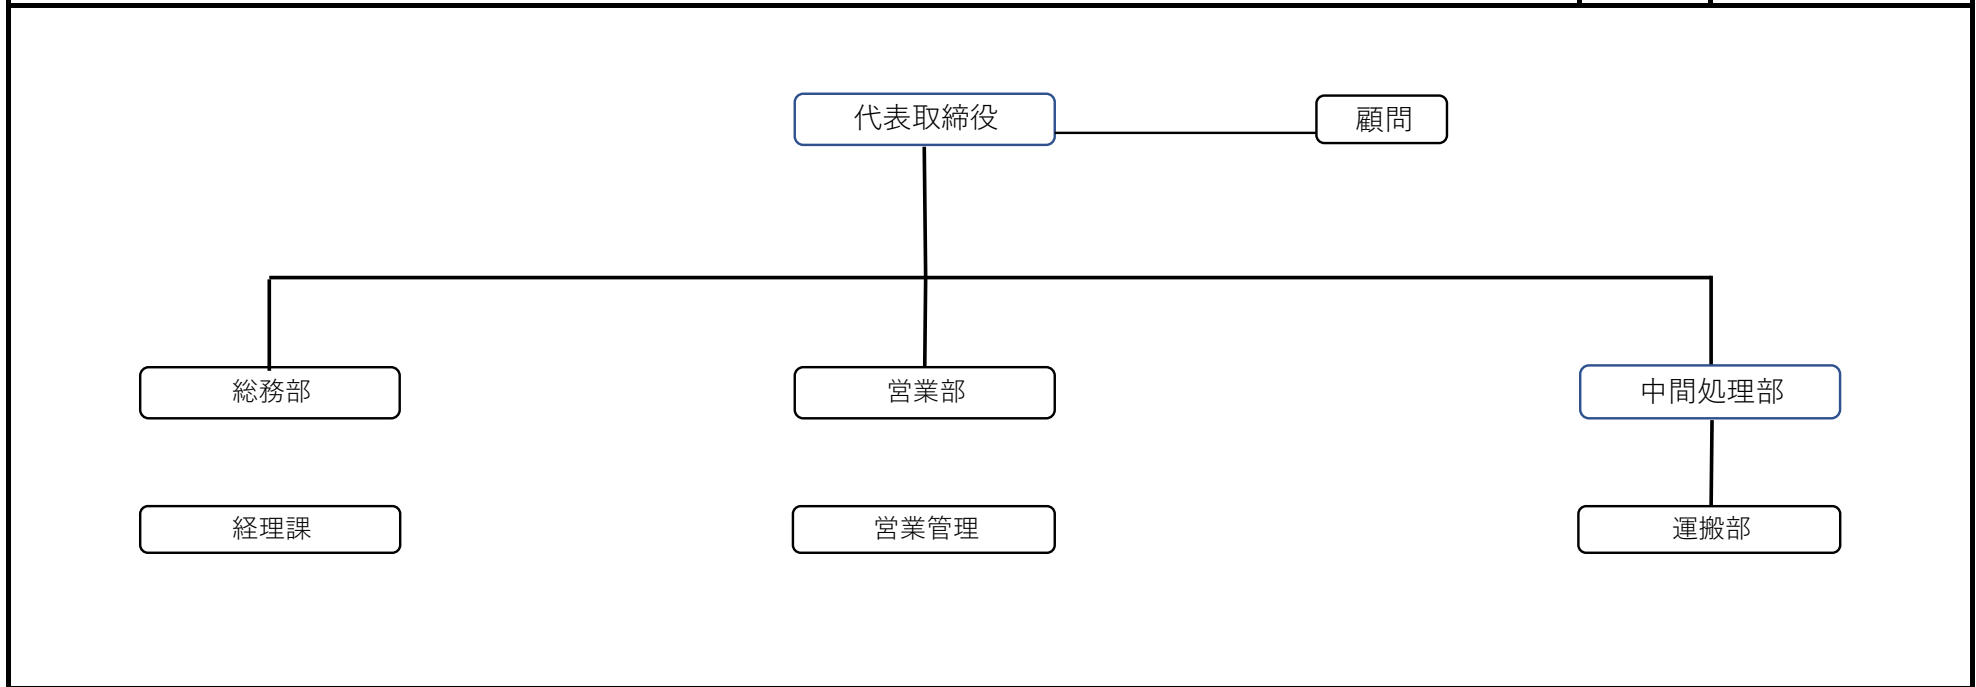 代表取締役
顧問
総務部
営業部
中間処理部
経理課
営業管理
運搬部